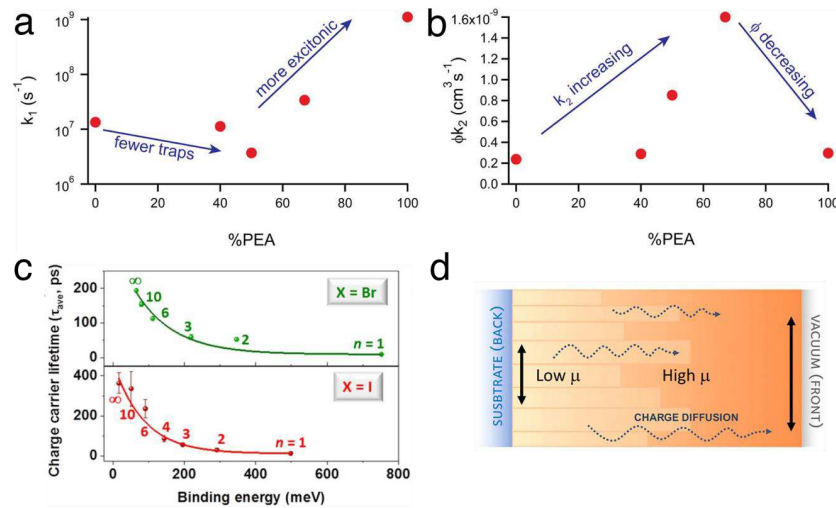 a
k₁ (s⁻¹)
10⁹
10⁸
10⁷
10⁶
fewer traps
more excitonic
0 20 40 60 80 100
%PEA
b
ϕk₂ (cm³ s⁻¹)
1.6x10⁻⁹
1.4
1.2
1.0
0.8
0.6
0.4
0.2
0.0
k₂ increasing
ϕ decreasing
0 20 40 60 80 100
%PEA
c
Charge carrier lifetime (τave, ps)
200
100
0
∞ 10 6 3 2 n = 1
X = Br
400
200
0
∞ 10 6 4 3 2 n = 1
X = I
0 200 400 600 800
Binding energy (meV)
d
SUSBTRATE (BACK)
Low μ
High μ
CHARGE DIFFUSION
VACUUM (FRONT)